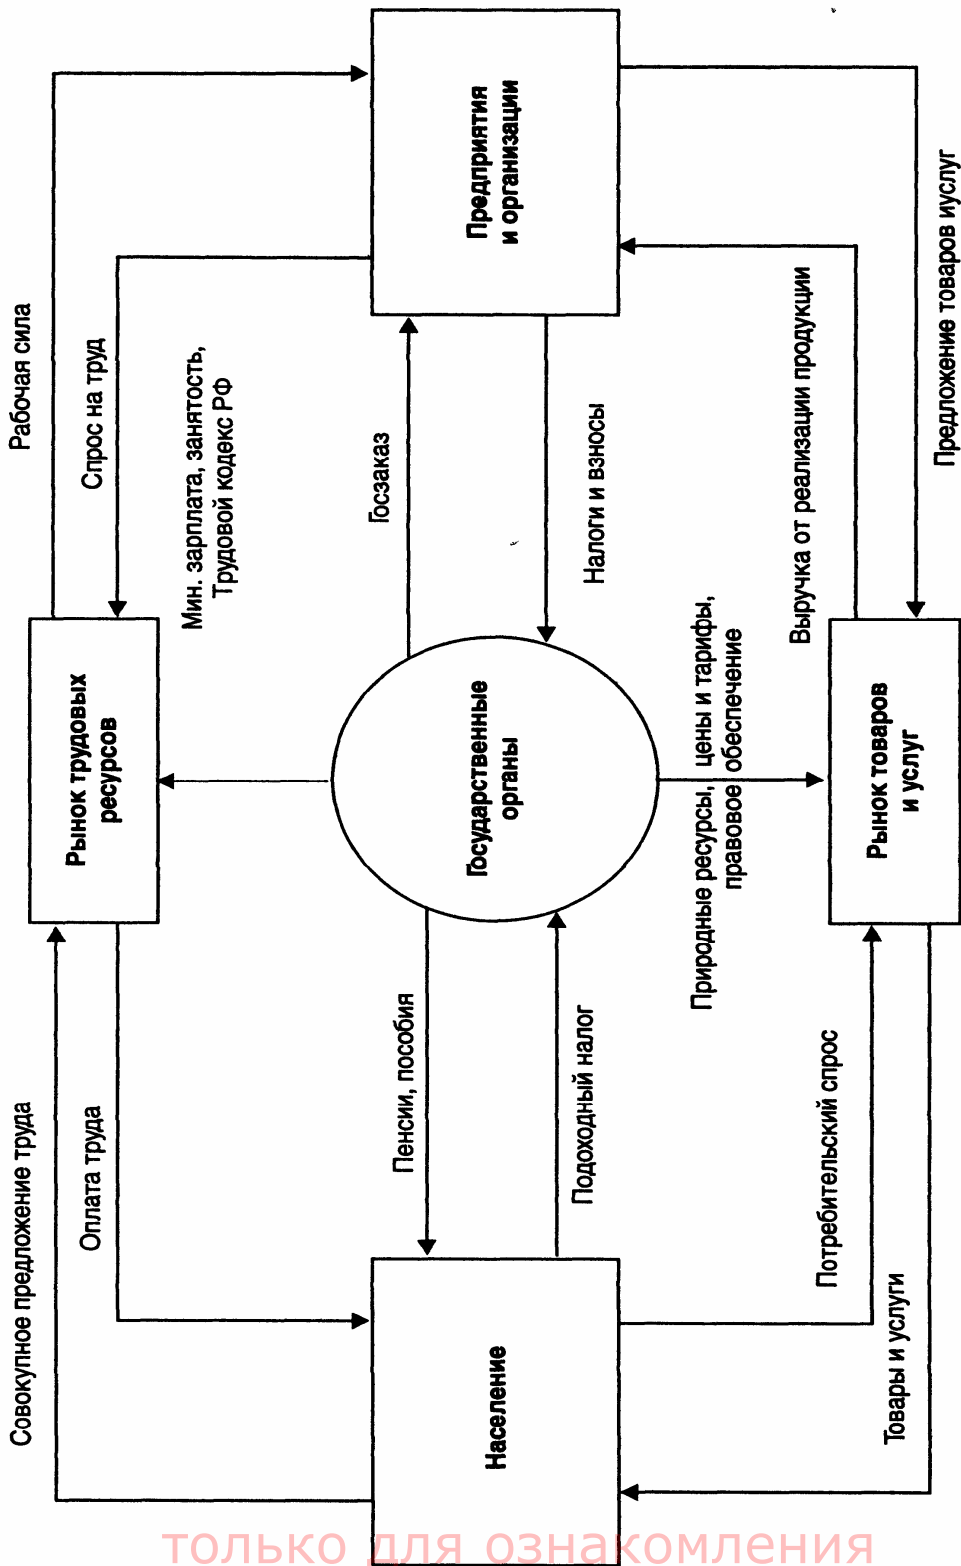 Совокупное предложение труда
Рабочая сила
Оплата труда
Спрос на труд
Рынок трудовых
ресурсов
Мин. зарплата, занятость,
Трудовой кодекс РФ
Пенсии, пособия
Госзаказ
Население
Государственные
органы
Предприятия
и организации
Подоходный налог
Налоги и взносы
Природные ресурсы, цены и тарифы,
правовое обеспечение
Потребительский спрос
Выручка от реализации продукции
Рынок товаров
и услуг
Товары и услуги
Предложение товаров иуслуг
только для ознакомления